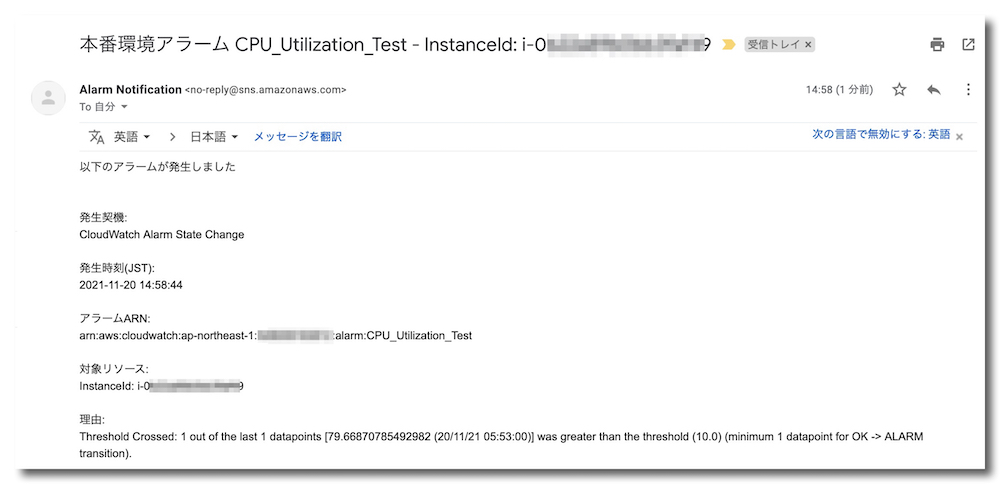 本番環境アラーム CPU_Utilization_Test - InstanceId: i-0 9 受信トレイ ×
Alarm Notification <no-reply@sns.amazonaws.com> 14:58 (1 分前)
To 自分
英語 日本語 メッセージを翻訳 次の言語で無効にする: 英語 ×
以下のアラームが発生しました
発生契機:
CloudWatch Alarm State Change
発生時刻(JST):
2021-11-20 14:58:44
アラームARN:
arn:aws:cloudwatch:ap-northeast-1: :alarm:CPU_Utilization_Test
対象リソース:
InstanceId: i-0 9
理由:
Threshold Crossed: 1 out of the last 1 datapoints [79.66870785492982 (20/11/21 05:53:00)] was greater than the threshold (10.0) (minimum 1 datapoint for OK -> ALARM
transition).